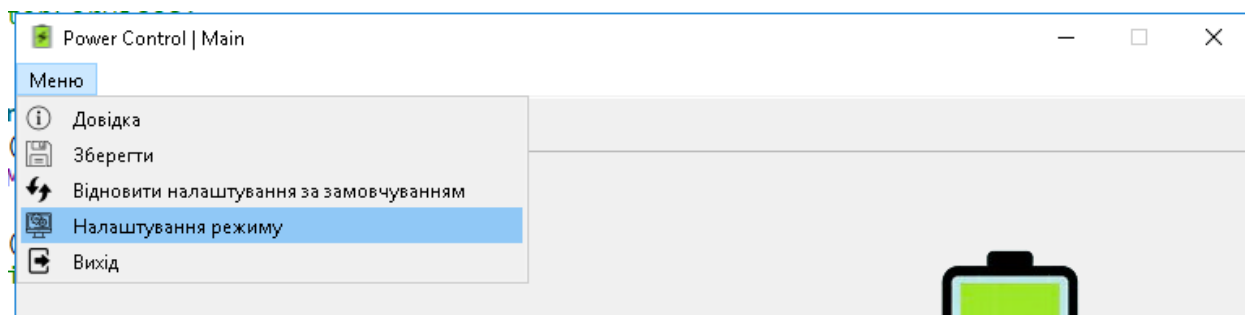 Power Control | Main
Меню
Довідка
Зберегти
Відновити налаштування за замовчуванням
Налаштування режиму
Вихід